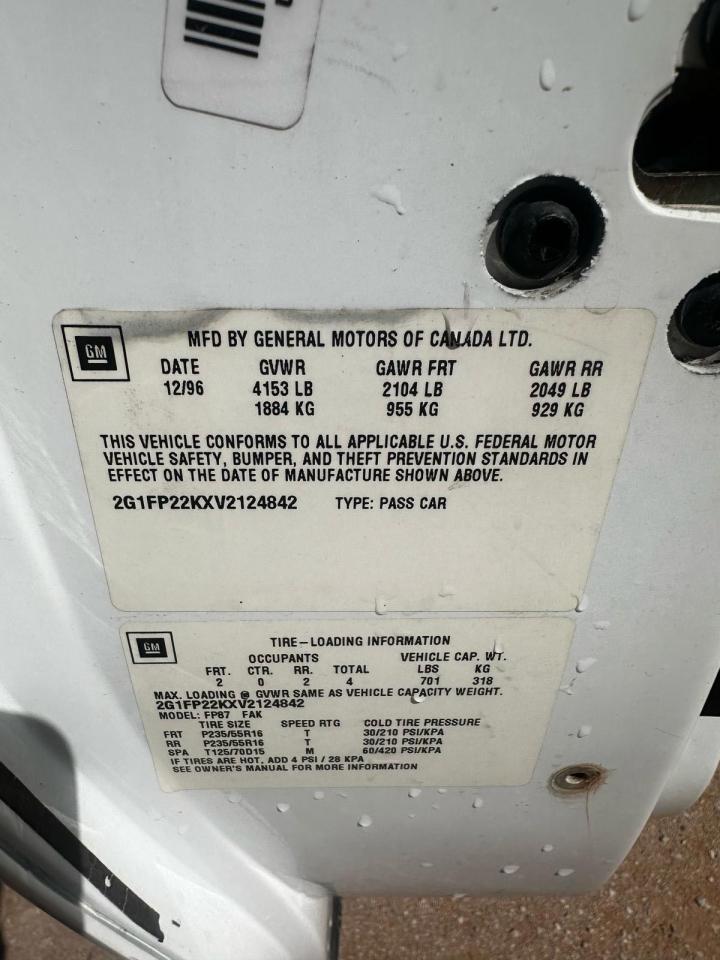 GM
MFD BY GENERAL MOTORS OF CANADA LTD.
DATE GVWR GAWR FRT GAWR RR
12/96 4153 LB 2104 LB 2049 LB
1884 KG 955 KG 929 KG
THIS VEHICLE CONFORMS TO ALL APPLICABLE U.S. FEDERAL MOTOR
VEHICLE SAFETY, BUMPER, AND THEFT PREVENTION STANDARDS IN
EFFECT ON THE DATE OF MANUFACTURE SHOWN ABOVE.
2G1FP22KXV2124842 TYPE: PASS CAR
GM
TIRE-LOADING INFORMATION
OCCUPANTS VEHICLE CAP. WT.
FRT. CTR. RR. TOTAL LBS KG
2 0 2 4 701 318
MAX. LOADING @ GVWR SAME AS VEHICLE CAPACITY WEIGHT.
2G1FP22KXV2124842
MODEL: FP87 FAK
TIRE SIZE SPEED RTG COLD TIRE PRESSURE
FRT P235/55R16 T 30/210 PSI/KPA
RR P235/55R16 T 30/210 PSI/KPA
SPA T125/70D15 M 60/420 PSI/KPA
IF TIRES ARE HOT, ADD 4 PSI / 28 KPA
SEE OWNER'S MANUAL FOR MORE INFORMATION